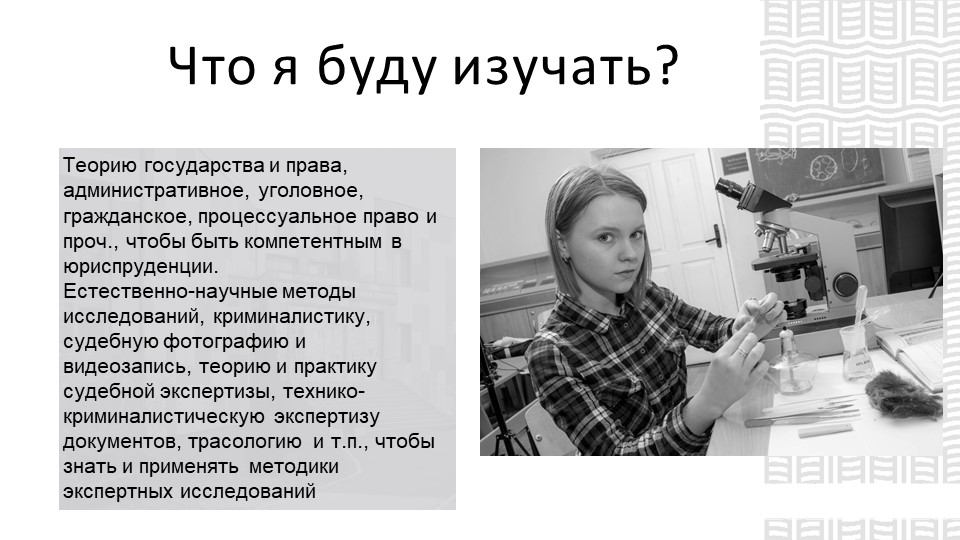 Что я буду изучать?
Теорию государства и права,
административное, уголовное,
гражданское, процессуальное право и
проч., чтобы быть компетентным в
юриспруденции.
Естественно-научные методы
исследований, криминалистику,
судебную фотографию и
видеозапись, теорию и практику
судебной экспертизы, технико-
криминалистическую экспертизу
документов, трасологию и т.п., чтобы
знать и применять методики
экспертных исследований